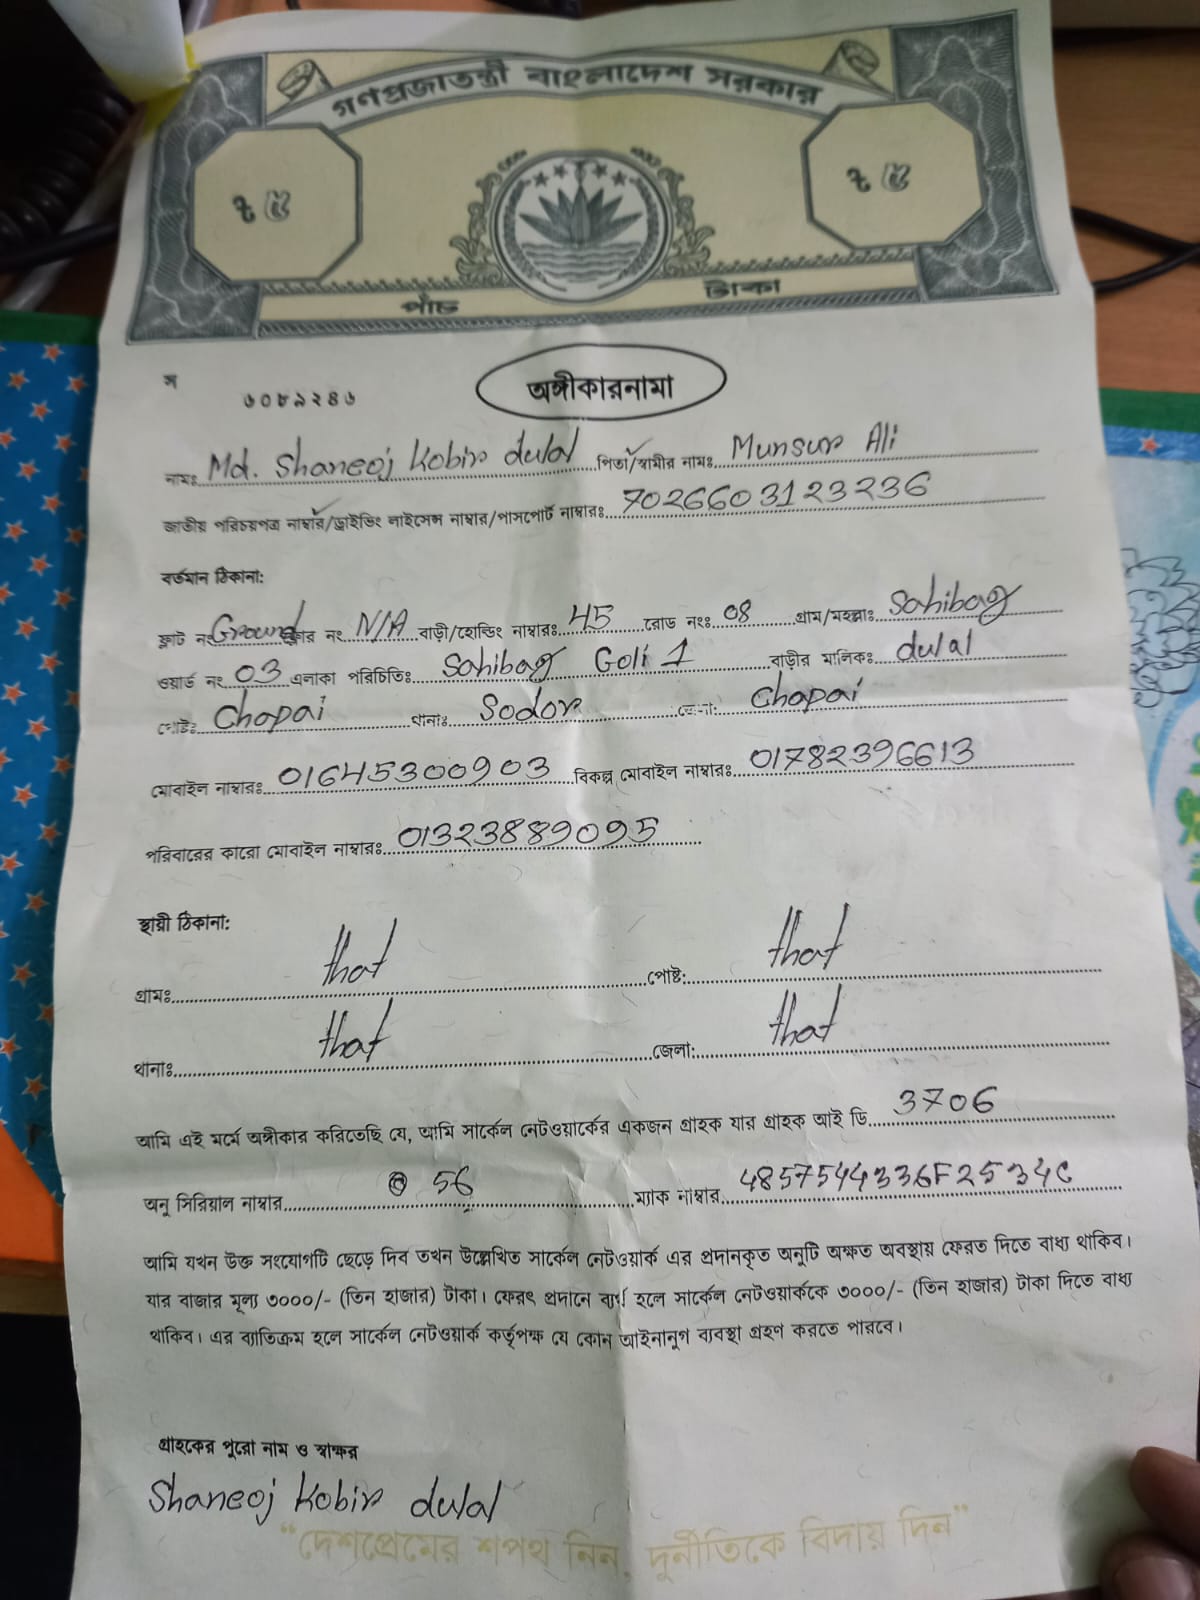 গণপ্রজাতন্ত্রী বাংলাদেশ সরকার
৳ ৫ ৳ ৫
পাঁচ টাকা
স ৬০৮৯২৪৬
অঙ্গীকারনামা
নামঃ Md. Shaneoj Kobir dulal পিতা/স্বামীর নামঃ Munsur Ali
জাতীয় পরিচয়পত্র নাম্বার/ড্রাইভিং লাইসেন্স নাম্বার/পাসপোর্ট নাম্বারঃ 7026603123236
বর্তমান ঠিকানা:
ফ্লাট নং Ground ফ্লোর নং N/A বাড়ী/হোল্ডিং নাম্বারঃ 45 রোড নংঃ 08 গ্রাম/মহল্লাঃ Sahibag
ওয়ার্ড নং 03 এলাকা পরিচিতিঃ Sahibag Goli 1 বাড়ীর মালিকঃ dulal
পোষ্টঃ Chapai থানাঃ Sodor জেলা: Chapai
মোবাইল নাম্বারঃ 01645300903 বিকল্প মোবাইল নাম্বারঃ 01782396613
পরিবারের কারো মোবাইল নাম্বারঃ 01323889095
স্থায়ী ঠিকানা:
গ্রামঃ that পোষ্ট: that
থানাঃ that জেলা: that
আমি এই মর্মে অঙ্গীকার করিতেছি যে, আমি সার্কেল নেটওয়ার্কের একজন গ্রাহক যার গ্রাহক আই ডি 3706
অনু সিরিয়াল নাম্বার 56 ম্যাক নাম্বার 48575444336F2534C
আমি যখন উক্ত সংযোগটি ছেড়ে দিব তখন উল্লেখিত সার্কেল নেটওয়ার্ক এর প্রদানকৃত অনুটি অক্ষত অবস্থায় ফেরত দিতে বাধ্য থাকিব।
যার বাজার মূল্য ৩০০০/- (তিন হাজার) টাকা। ফেরৎ প্রদানে ব্যর্থ হলে সার্কেল নেটওয়ার্ককে ৩০০০/- (তিন হাজার) টাকা দিতে বাধ্য
থাকিব। এর ব্যাতিক্রম হলে সার্কেল নেটওয়ার্ক কর্তৃপক্ষ যে কোন আইনানুগ ব্যবস্থা গ্রহণ করতে পারবে।
গ্রাহকের পুরো নাম ও স্বাক্ষর
Shaneoj Kobir dulal
"দেশপ্রেমের শপথ নিন, দুর্নীতিকে বিদায় দিন"